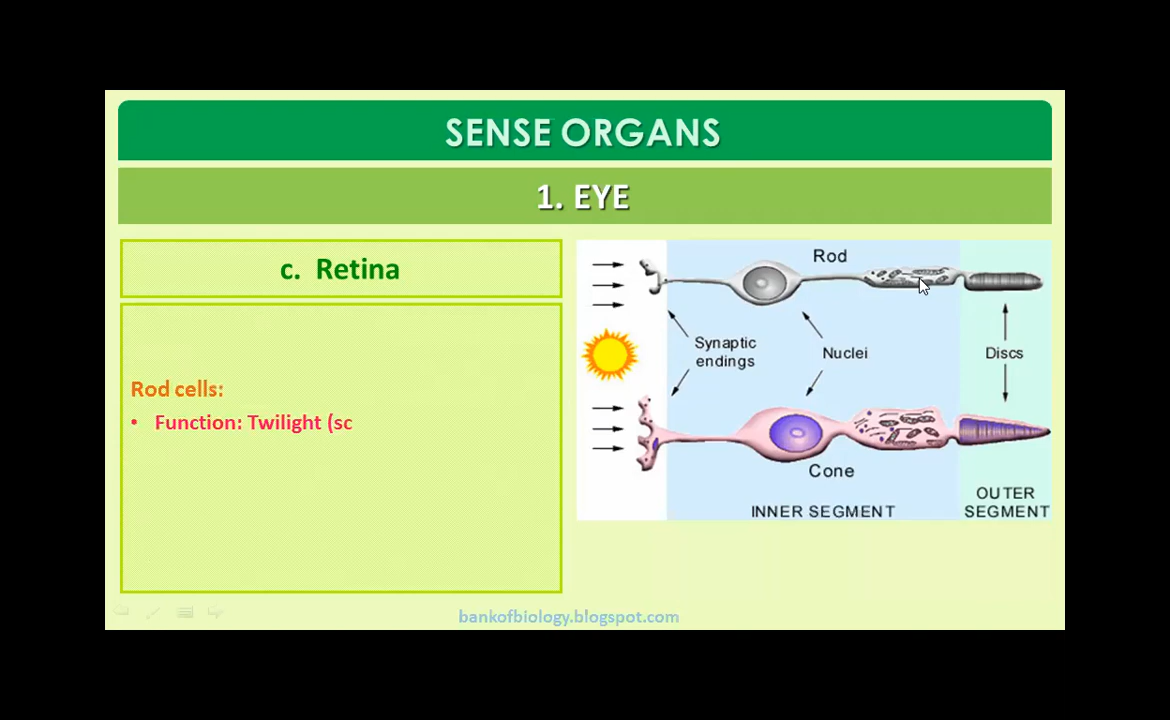 SENSE ORGANS
1. EYE
c. Retina
Rod cells:
• Function: Twilight (sc
Rod
Synaptic
endings
Nuclei
Discs
Cone
INNER SEGMENT
OUTER
SEGMENT
bankofbiology.blogspot.com